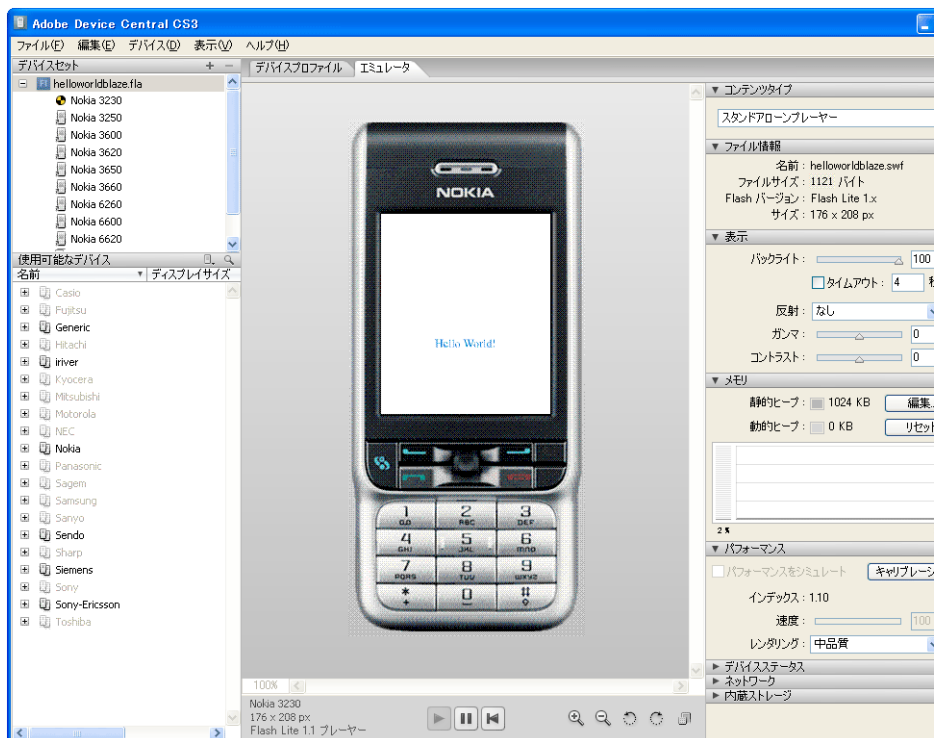 Adobe Device Central CS3
ファイル(F) 編集(E) デバイス(D) 表示(V) ヘルプ(H)
デバイスセット
helloworldblaze.fla
Nokia 3230
Nokia 3250
Nokia 3600
Nokia 3620
Nokia 3650
Nokia 3660
Nokia 6260
Nokia 6600
Nokia 6620
使用可能なデバイス
名前 ディスプレイサイズ
Casio
Fujitsu
Generic
Hitachi
iriver
Kyocera
Mitsubishi
Motorola
NEC
Nokia
Panasonic
Sagem
Samsung
Sanyo
Sendo
Sharp
Siemens
Sony
Sony-Ericsson
Toshiba
デバイスプロファイル エミュレータ
NOKIA
Hello World!
1 2 3
ABC DEF
4 5 6
GHI JKL mno
7 8 9
PQRS TUV wxyz
* 0 #
+
100%
Nokia 3230
176 x 208 px
Flash Lite 1.1 プレーヤー
コンテンツタイプ
スタンドアローンプレーヤー
ファイル情報
名前 : helloworldblaze.swf
ファイルサイズ : 1121 バイト
Flash バージョン : Flash Lite 1.x
サイズ : 176 x 208 px
表示
バックライト : 100
タイムアウト : 4
反射 : なし
ガンマ : 0
コントラスト : 0
メモリ
静的ヒープ : 1024 KB 編集...
動的ヒープ : 0 KB リセット
2 %
パフォーマンス
パフォーマンスをシミュレート キャリブレーシ
インデックス : 1.10
速度 : 100
レンダリング : 中品質
デバイスステータス
ネットワーク
内蔵ストレージ